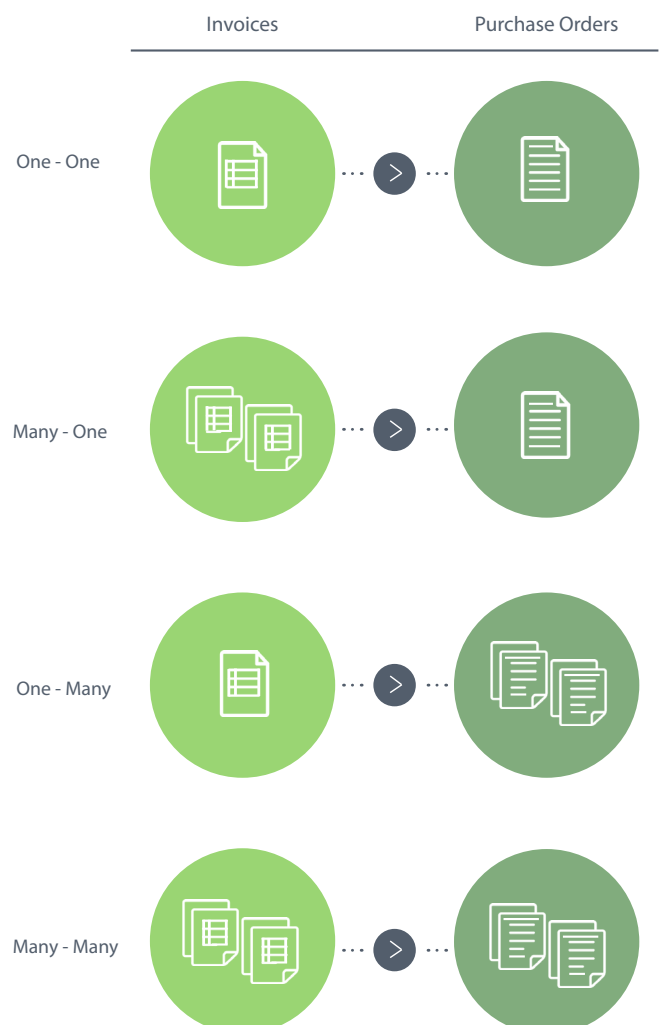 Invoices
Purchase Orders
One - One
Many - One
One - Many
Many - Many